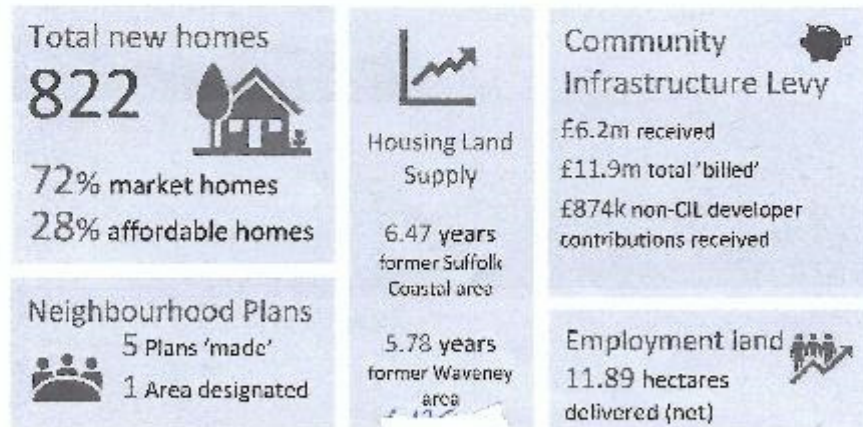 Total new homes
822
72% market homes
28% affordable homes
Neighbourhood Plans
5 Plans 'made'
1 Area designated
Housing Land
Supply
6.47 years
former Suffolk
Coastal area
5.78 years
former Waveney
area
Community
Infrastructure Levy
£6.2m received
£11.9m total 'billed'
£874k non-CIL developer
contributions received
Employment land
11.89 hectares
delivered (net)